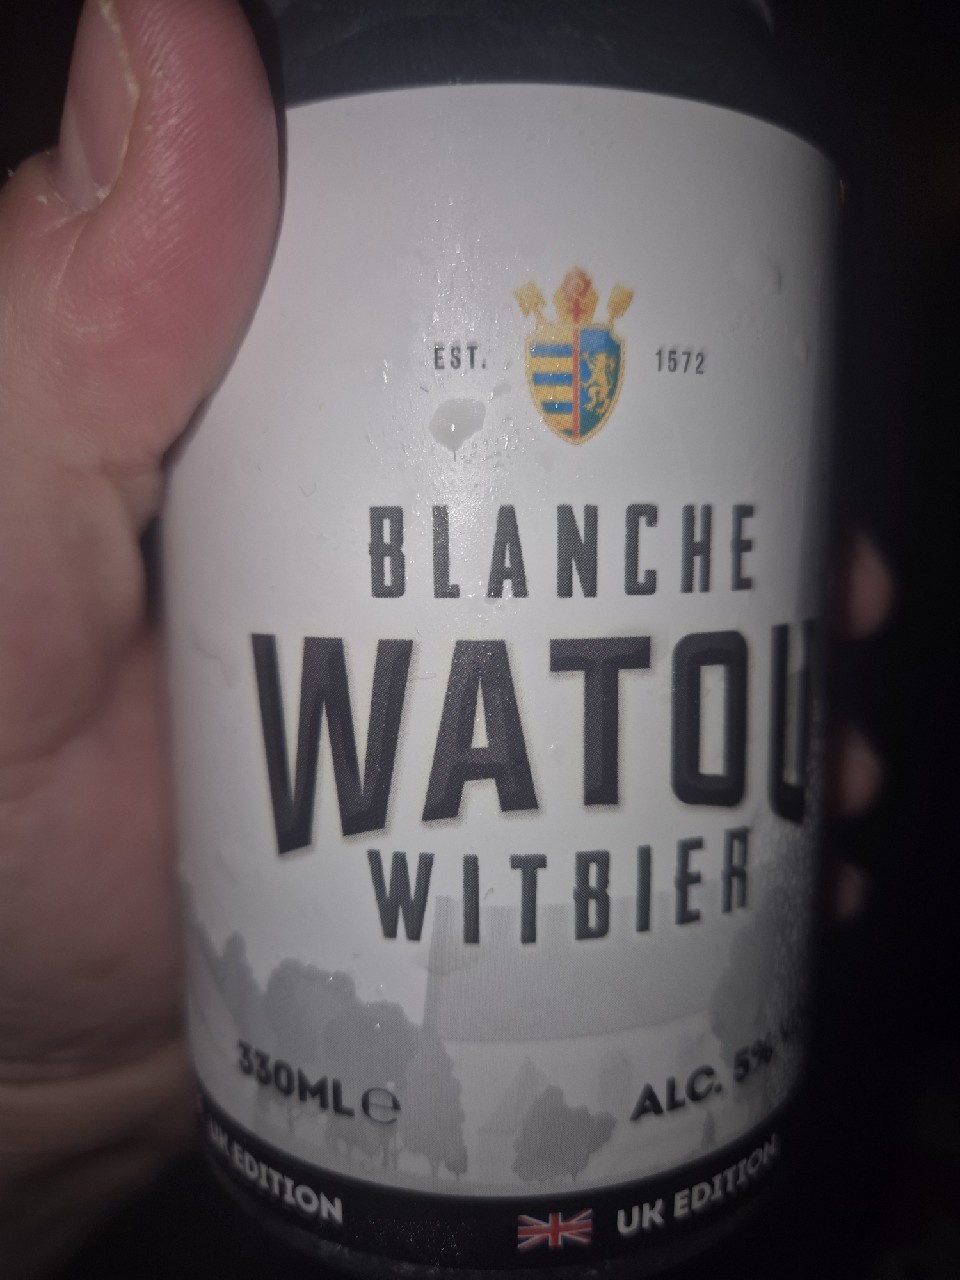 EST. 1572
BLANCHE
WATOU
WITBIER
330ML℮ ALC. 5%
UK EDITION UK EDITION